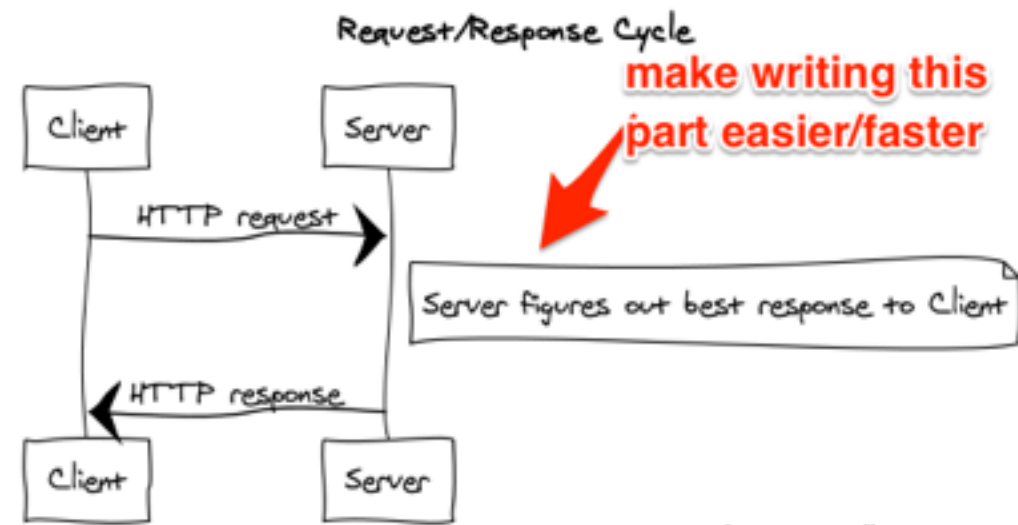 Request/Response Cycle
make writing this
part easier/faster
Client
Server
HTTP request
Server figures out best response to Client
HTTP response
Client
Server